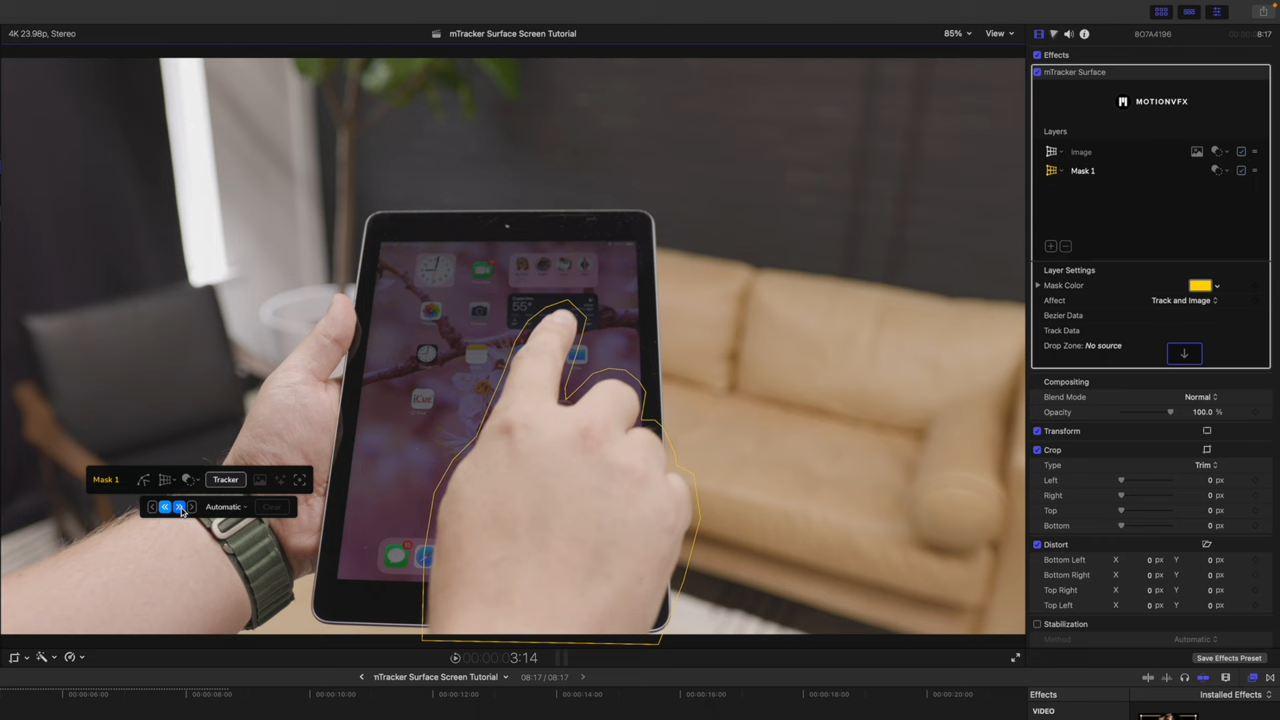 4K 23.98p, Stereo
mTracker Surface Screen Tutorial
85%
View
8O7A4196
8:17
Effects
mTracker Surface
MOTIONVFX
Layers
Image
Mask 1
Layer Settings
Mask Color
Affect
Track and Image
Bezier Data
Track Data
Drop Zone: No source
Compositing
Blend Mode
Normal
Opacity
100.0 %
Transform
Crop
Type
Trim
Left
0 px
Right
0 px
Top
0 px
Bottom
0 px
Distort
Bottom Left X 0 px Y 0 px
Bottom Right X 0 px Y 0 px
Top Right X 0 px Y 0 px
Top Left X 0 px Y 0 px
Stabilization
Method
Automatic
Save Effects Preset
55°
iCue
Mask 1
Tracker
Automatic
Clear
00:00:03:14
mTracker Surface Screen Tutorial
08:17 / 08:17
00:00:06:00
00:00:08:00
00:00:10:00
00:00:12:00
00:00:14:00
00:00:16:00
00:00:18:00
00:00:20:00
Effects
Installed Effects
VIDEO